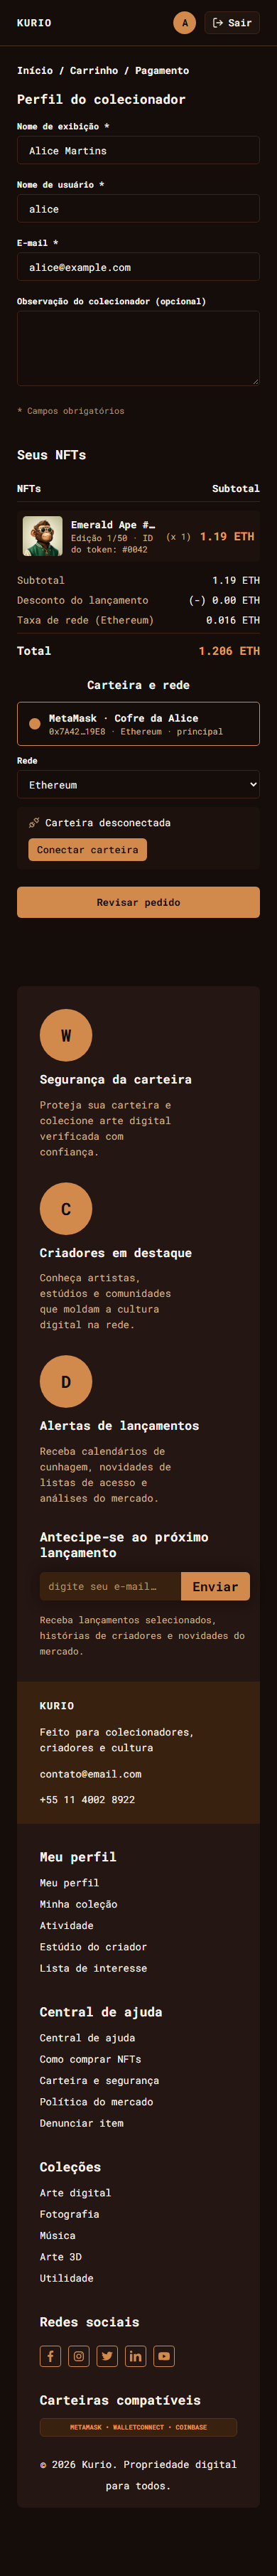 KURIO
A
Sair
Início / Carrinho / Pagamento
Perfil do colecionador
Nome de exibição *
Alice Martins
Nome de usuário *
alice
E-mail *
alice@example.com
Observação do colecionador (opcional)
* Campos obrigatórios
Seus NFTs
NFTs Subtotal
Emerald Ape #…
Edição 1/50 · ID
do token: #0042
(x 1) 1.19 ETH
Subtotal 1.19 ETH
Desconto do lançamento (-) 0.00 ETH
Taxa de rede (Ethereum) 0.016 ETH
Total 1.206 ETH
Carteira e rede
MetaMask · Cofre da Alice
0x7A42…19E8 · Ethereum · principal
Rede
Ethereum
Carteira desconectada
Conectar carteira
Revisar pedido
W
Segurança da carteira
Proteja sua carteira e
colecione arte digital
verificada com
confiança.
C
Criadores em destaque
Conheça artistas,
estúdios e comunidades
que moldam a cultura
digital na rede.
D
Alertas de lançamentos
Receba calendários de
cunhagem, novidades de
listas de acesso e
análises do mercado.
Antecipe-se ao próximo
lançamento
digite seu e-mail… Enviar
Receba lançamentos selecionados,
histórias de criadores e novidades do
mercado.
KURIO
Feito para colecionadores,
criadores e cultura
contato@email.com
+55 11 4002 8922
Meu perfil
Meu perfil
Minha coleção
Atividade
Estúdio do criador
Lista de interesse
Central de ajuda
Central de ajuda
Como comprar NFTs
Carteira e segurança
Política do mercado
Denunciar item
Coleções
Arte digital
Fotografia
Música
Arte 3D
Utilidade
Redes sociais
Carteiras compatíveis
METAMASK • WALLETCONNECT • COINBASE
© 2026 Kurio. Propriedade digital
para todos.